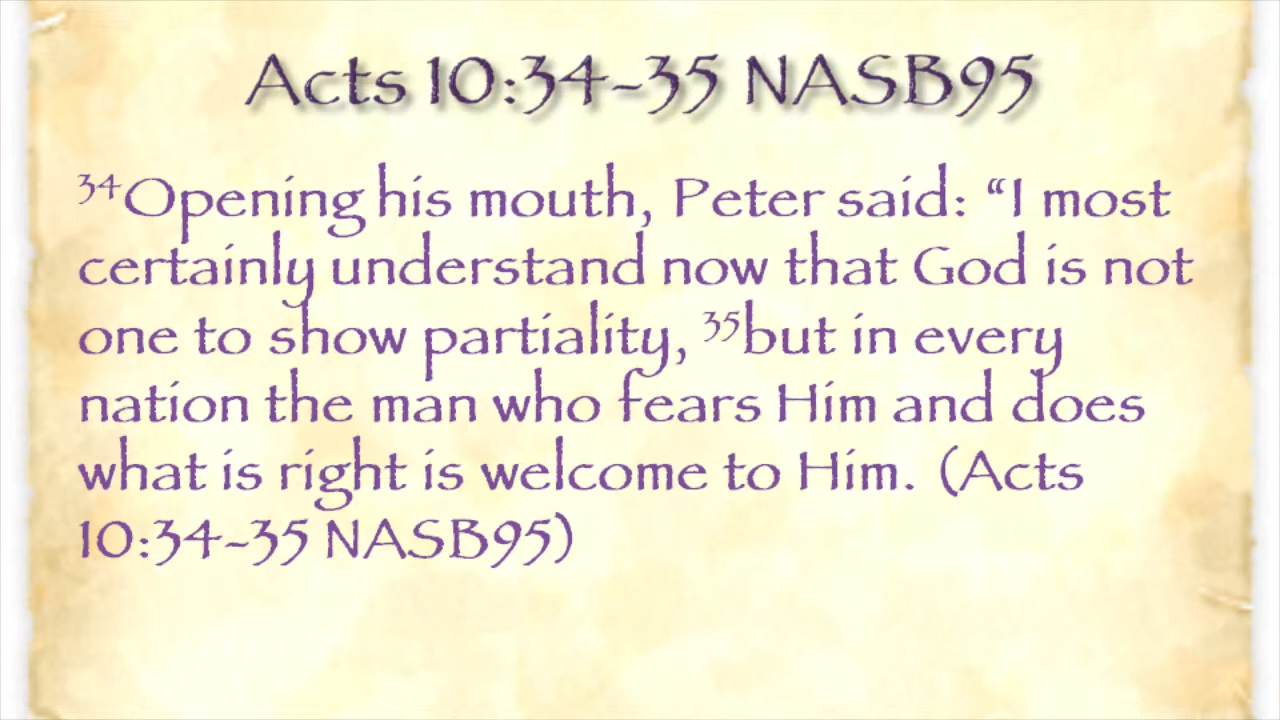 Acts 10:34-35 NASB95
34Opening his mouth, Peter said: “I most
certainly understand now that God is not
one to show partiality, 35but in every
nation the man who fears Him and does
what is right is welcome to Him. (Acts
10:34-35 NASB95)